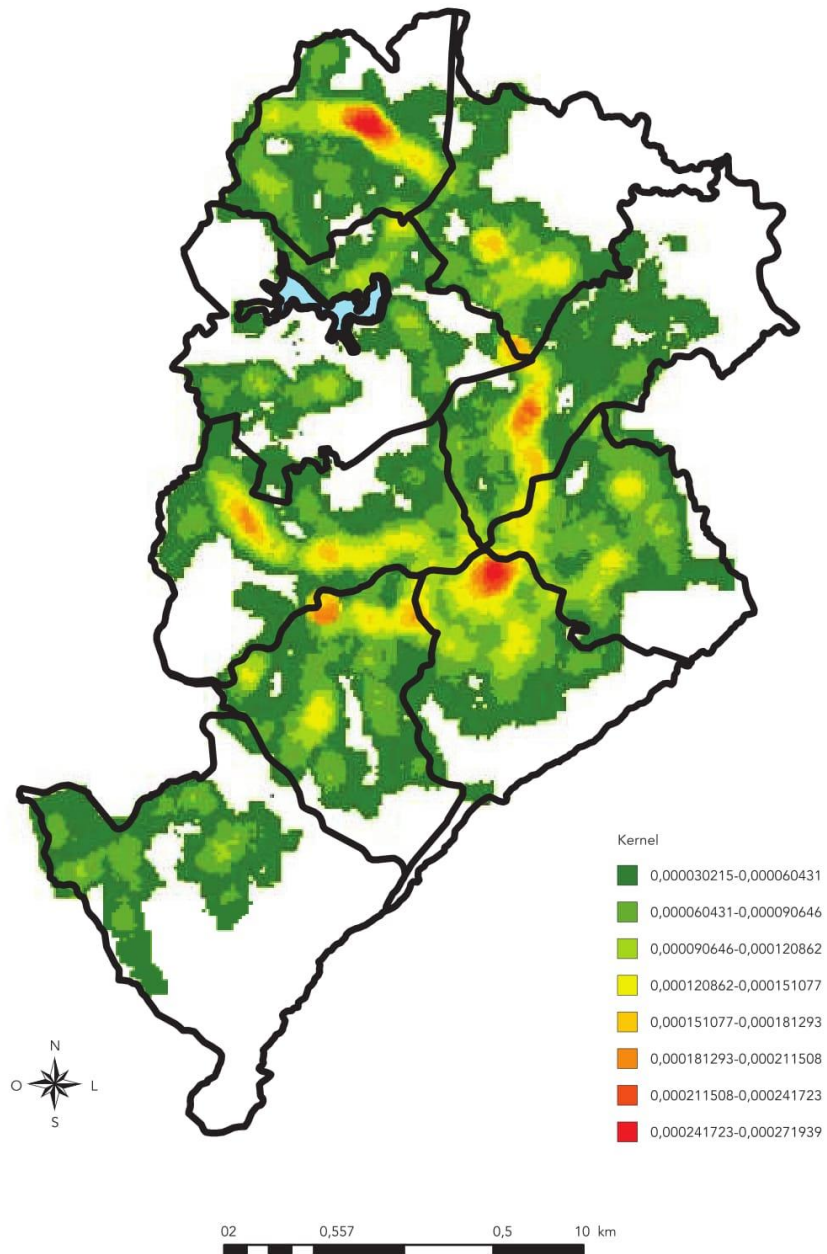 Kernel
0,000030215-0,000060431
0,000060431-0,000090646
0,000090646-0,000120862
0,000120862-0,000151077
0,000151077-0,000181293
0,000181293-0,000211508
0,000211508-0,000241723
0,000241723-0,000271939
N
O L
S
02 0,557 0,5 10 km